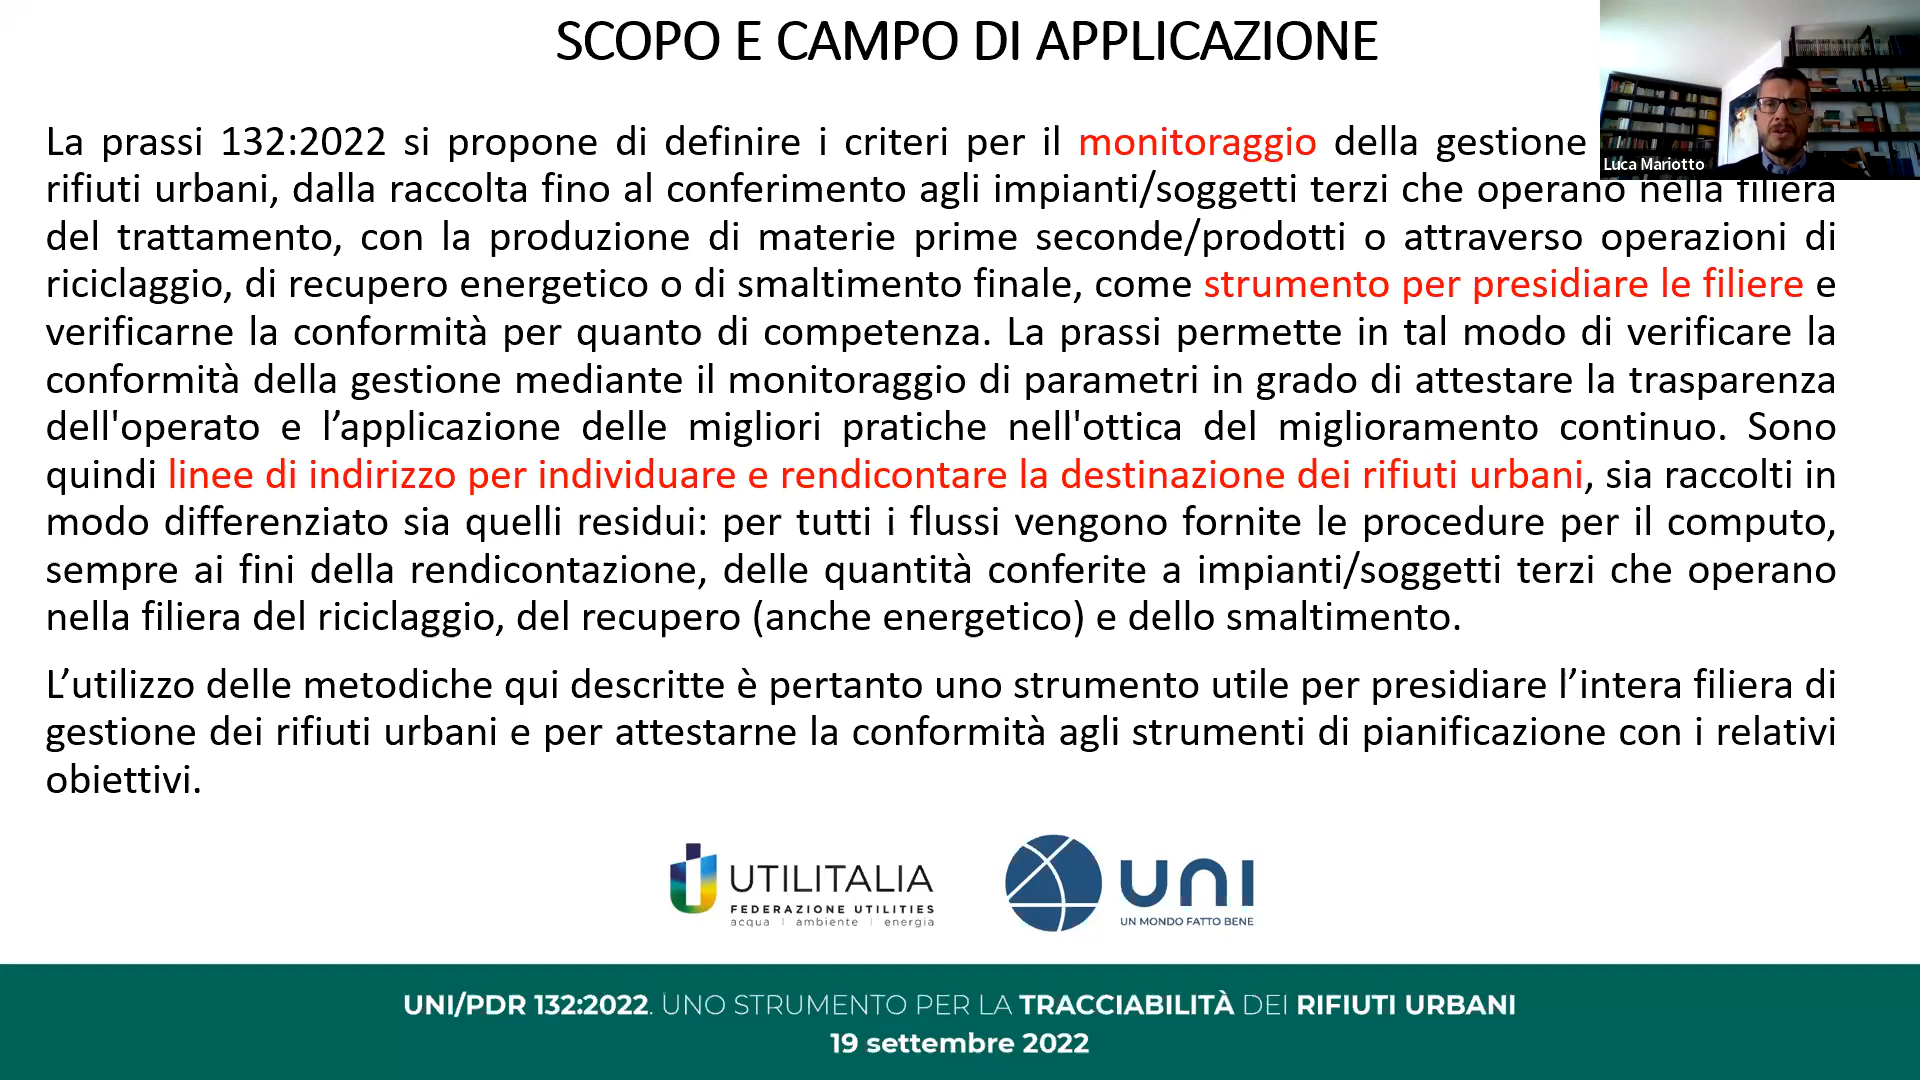 SCOPO E CAMPO DI APPLICAZIONE
Luca Mariotto
La prassi 132:2022 si propone di definire i criteri per il monitoraggio della gestione
rifiuti urbani, dalla raccolta fino al conferimento agli impianti/soggetti terzi che operano nella filiera
del trattamento, con la produzione di materie prime seconde/prodotti o attraverso operazioni di
riciclaggio, di recupero energetico o di smaltimento finale, come strumento per presidiare le filiere e
verificarne la conformità per quanto di competenza. La prassi permette in tal modo di verificare la
conformità della gestione mediante il monitoraggio di parametri in grado di attestare la trasparenza
dell'operato e l’applicazione delle migliori pratiche nell'ottica del miglioramento continuo. Sono
quindi linee di indirizzo per individuare e rendicontare la destinazione dei rifiuti urbani, sia raccolti in
modo differenziato sia quelli residui: per tutti i flussi vengono fornite le procedure per il computo,
sempre ai fini della rendicontazione, delle quantità conferite a impianti/soggetti terzi che operano
nella filiera del riciclaggio, del recupero (anche energetico) e dello smaltimento.
L’utilizzo delle metodiche qui descritte è pertanto uno strumento utile per presidiare l’intera filiera di
gestione dei rifiuti urbani e per attestarne la conformità agli strumenti di pianificazione con i relativi
obiettivi.
UTILITALIA
FEDERAZIONE UTILITIES
acqua | ambiente | energia
UNI
UN MONDO FATTO BENE
UNI/PDR 132:2022. UNO STRUMENTO PER LA TRACCIABILITÀ DEI RIFIUTI URBANI
19 settembre 2022